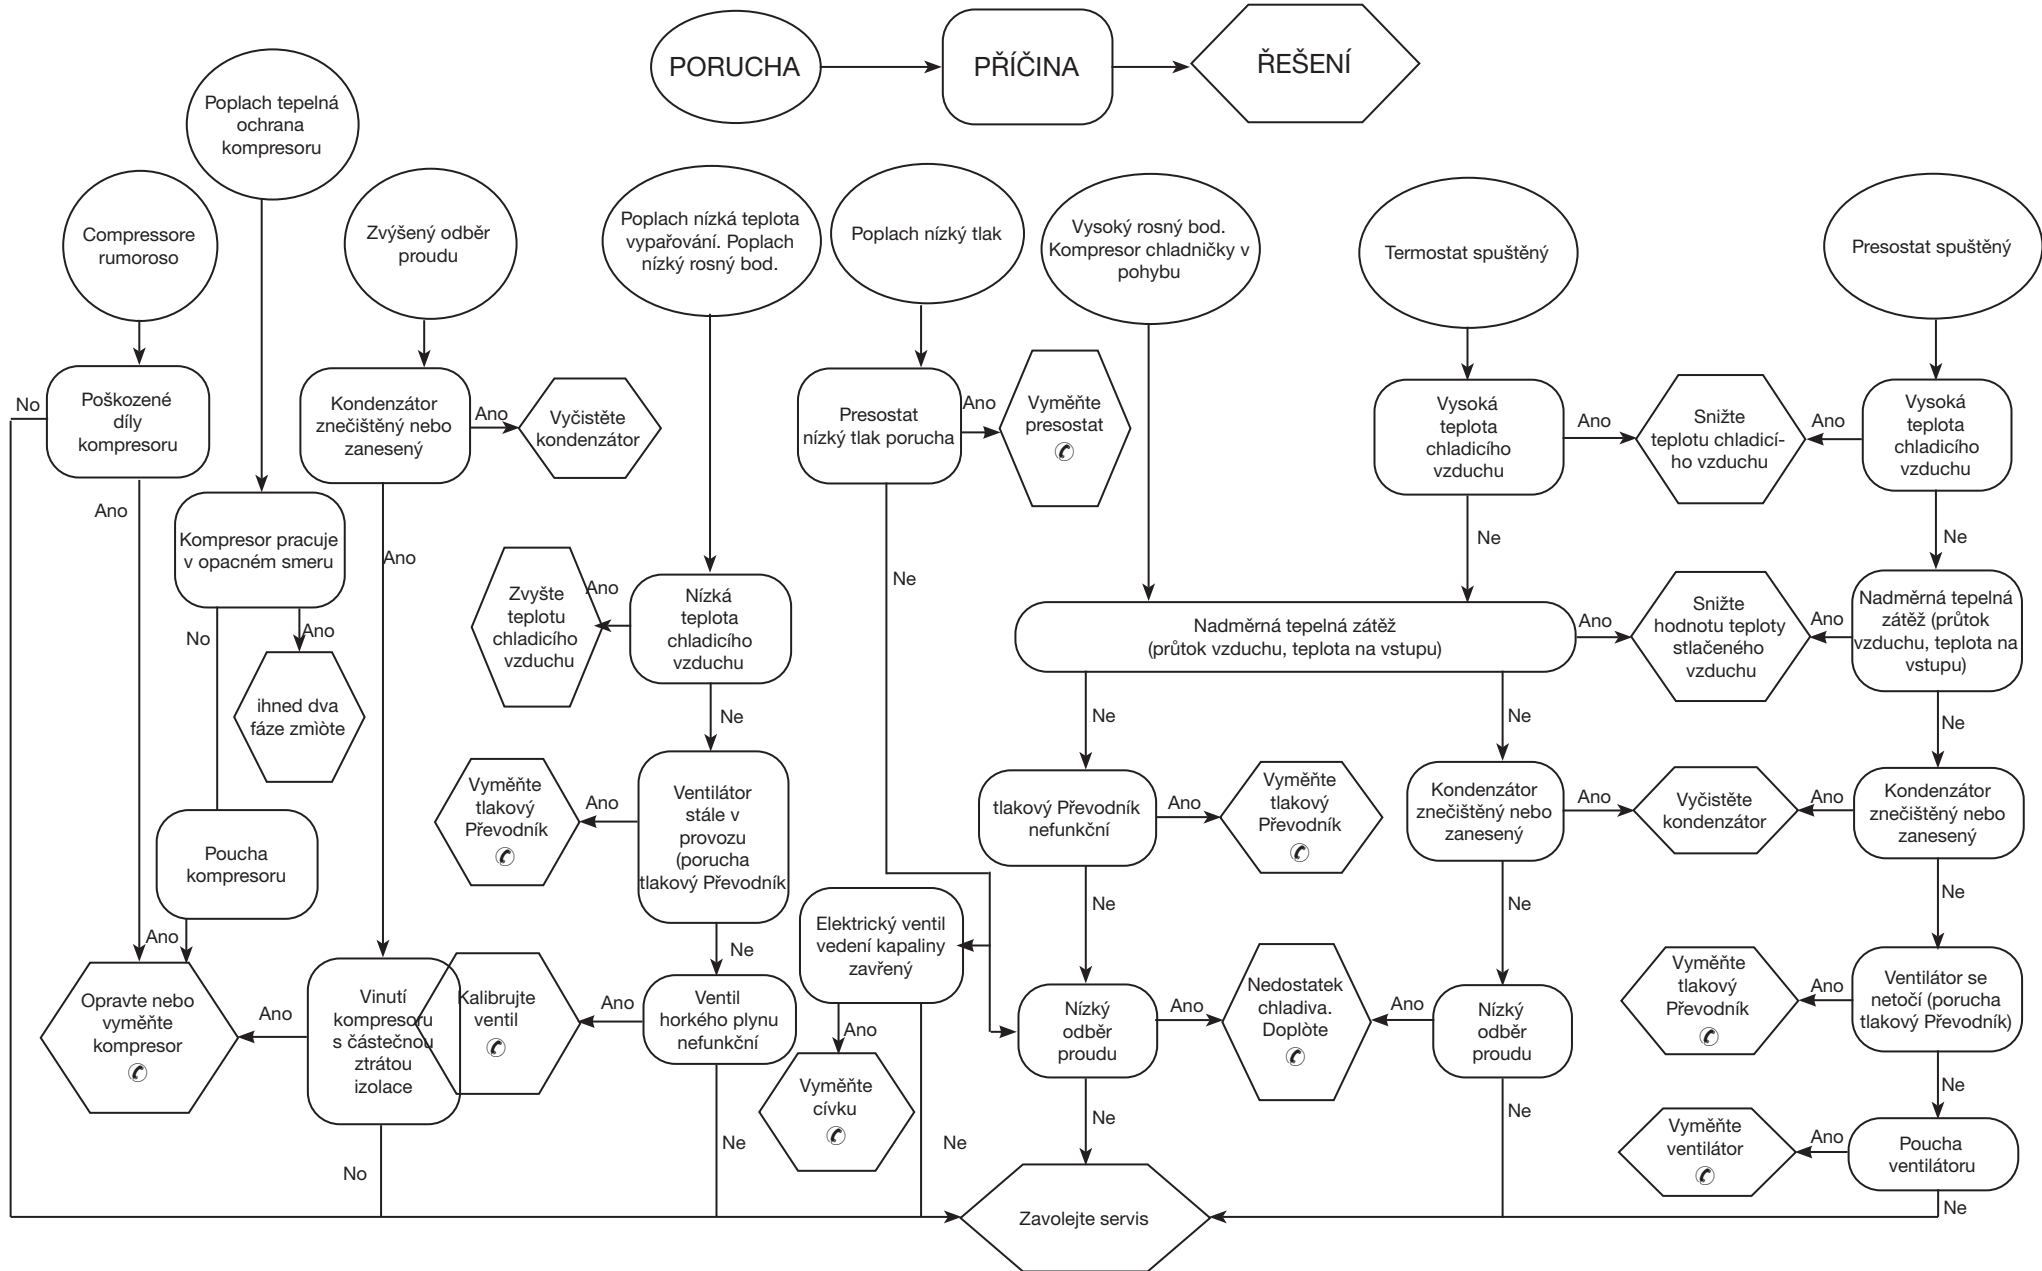 PORUCHA
PŘÍČINA
ŘEŠENÍ
Poplach tepelná
ochrana
kompresoru
Compressore
rumoroso
Zvýšený odběr
proudu
Poplach nízká teplota
vypařování. Poplach
nízký rosný bod.
Poplach nízký tlak
Vysoký rosný bod.
Kompresor chladničky v
pohybu
Termostat spuštěný
Presostat spuštěný
No
Poškozené
díly
kompresoru
Kondenzátor
znečištěný nebo
zanesený
Ano
Vyčistěte
kondenzátor
Presostat
nízký tlak porucha
Ano
Vyměňte
presostat
✆
Vysoká
teplota
chladicího
vzduchu
Ano
Snižte
teplotu chladicí-
ho vzduchu
Ano
Vysoká
teplota
chladicího
vzduchu
Ano
Kompresor pracuje
v opacném smeru
Ano
Ne
Ne
Ne
Zvyšte
teplotu
chladicího
vzduchu
Ano
Nízká
teplota
chladicího
vzduchu
No
Ano
Nadměrná tepelná zátěž
(průtok vzduchu, teplota na vstupu)
Ano
Snižte
hodnotu teploty
stlačeného
vzduchu
Ano
Nadměrná tepelná
zátěž (průtok
vzduchu, teplota na
vstupu)
ihned dva
fáze zmìòte
Ne
Ne
Ne
Ne
Vyměňte
tlakový
Převodník
✆
Ano
Ventilátor
stále v
provozu
(porucha
tlakový Převodník
tlakový Převodník
nefunkční
Ano
Vyměňte
tlakový
Převodník
✆
Kondenzátor
znečištěný nebo
zanesený
Ano
Vyčistěte
kondenzátor
Ano
Kondenzátor
znečištěný nebo
zanesený
Poucha
kompresoru
Ano
Ne
Elektrický ventil
vedení kapaliny
zavřený
Ne
Ne
Ne
Opravte nebo
vyměňte
kompresor
✆
Ano
Vinutí
kompresoru
s částečnou
ztrátou
izolace
Kalibrujte
ventil
✆
Ano
Ventil
horkého plynu
nefunkční
Ano
Vyměňte
cívku
✆
Nízký
odběr
proudu
Ano
Nedostatek
chladiva.
Doplòte
✆
Ano
Nízký
odběr
proudu
Vyměňte
tlakový
Převodník
✆
Ano
Ventilátor se
netočí (porucha
tlakový Převodník)
No
Ne
Ne
Ne
Ne
Ne
Vyměňte
ventilátor
✆
Ano
Poucha
ventilátoru
Zavolejte servis
Ne